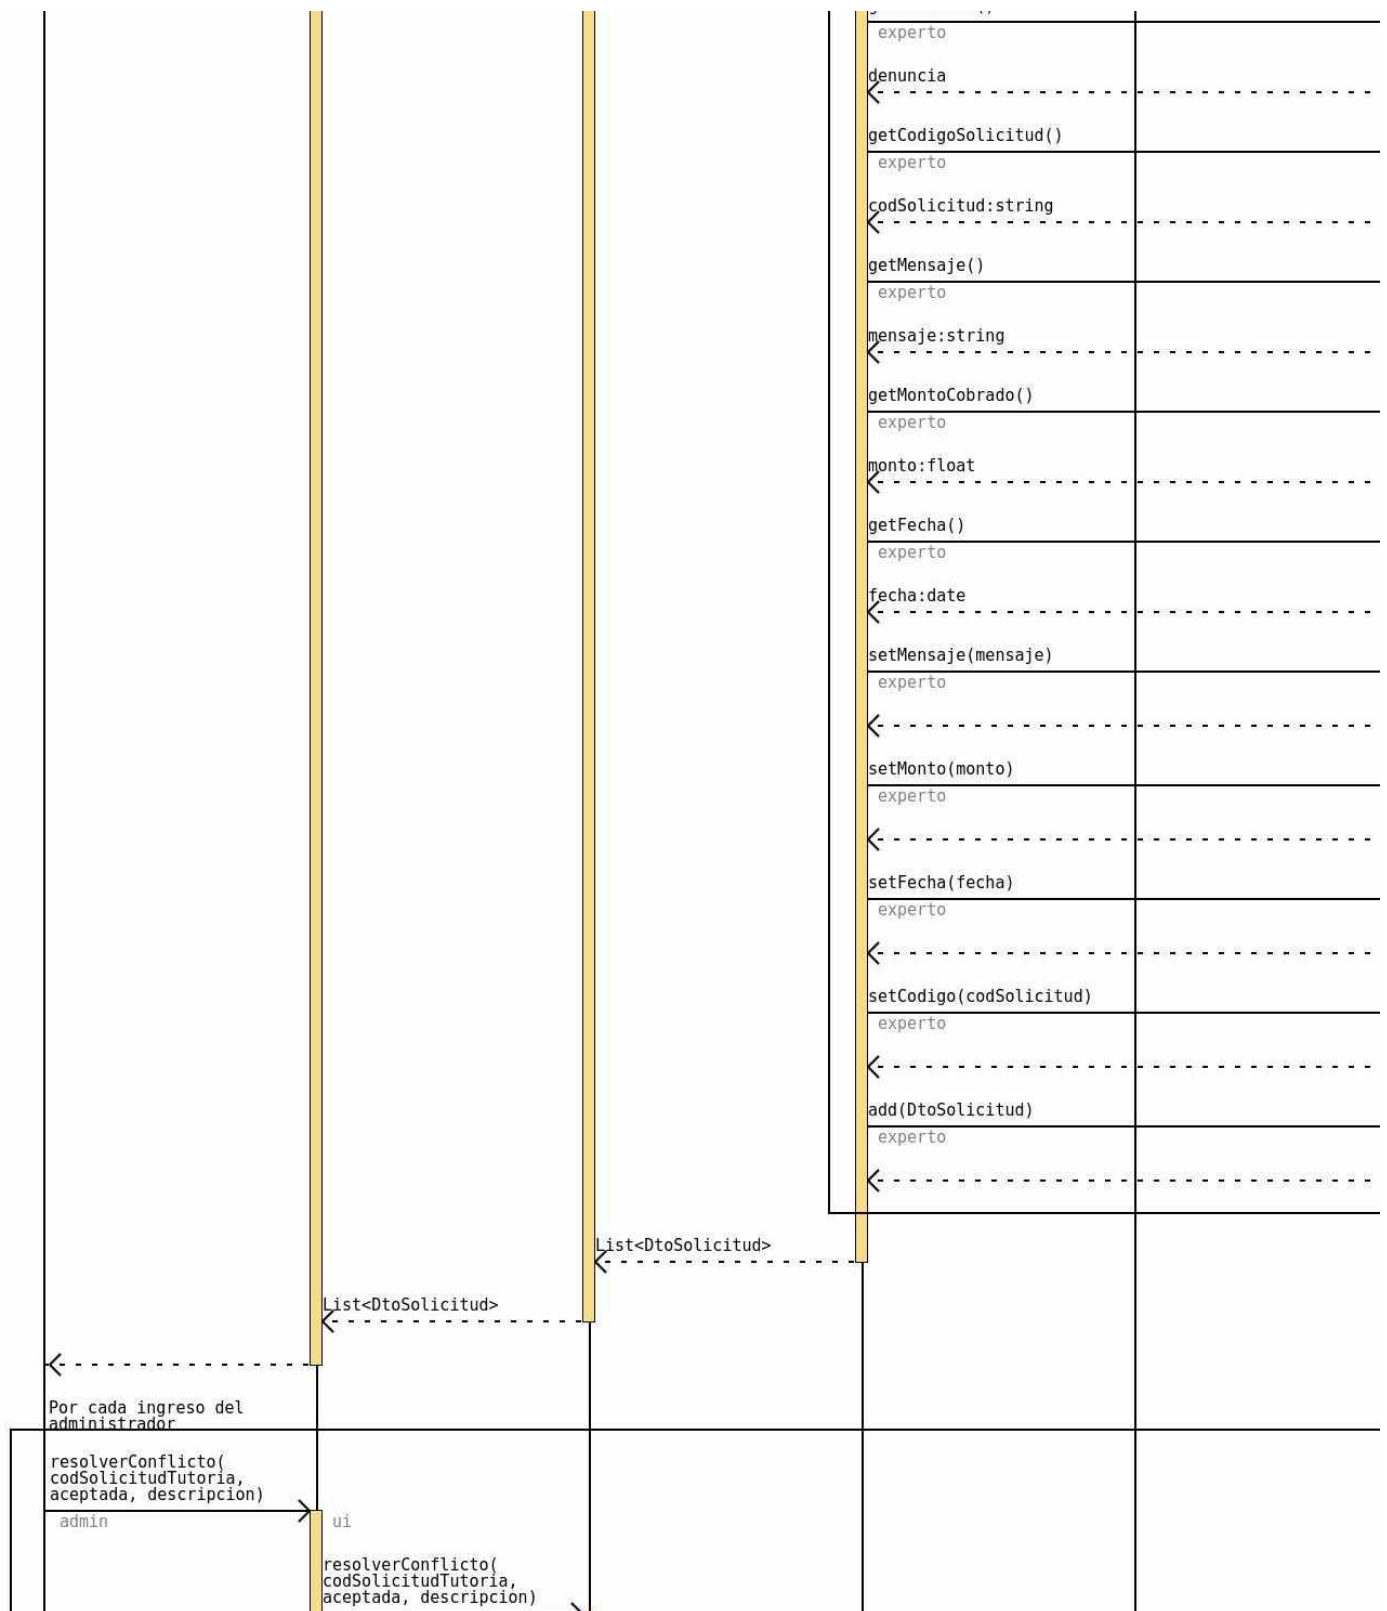 experto
denuncia
getCodigoSolicitud()
experto
codSolicitud:string
getMensaje()
experto
mensaje:string
getMontoCobrado()
experto
monto:float
getFecha()
experto
fecha:date
setMensaje(mensaje)
experto
setMonto(monto)
experto
setFecha(fecha)
experto
setCodigo(codSolicitud)
experto
add(DtoSolicitud)
experto
List<DtoSolicitud>
List<DtoSolicitud>
Por cada ingreso del
administrador
resolverConflicto(
codSolicitudTutoria,
aceptada, descripcion)
admin
ui
resolverConflicto(
codSolicitudTutoria,
aceptada, descripcion)